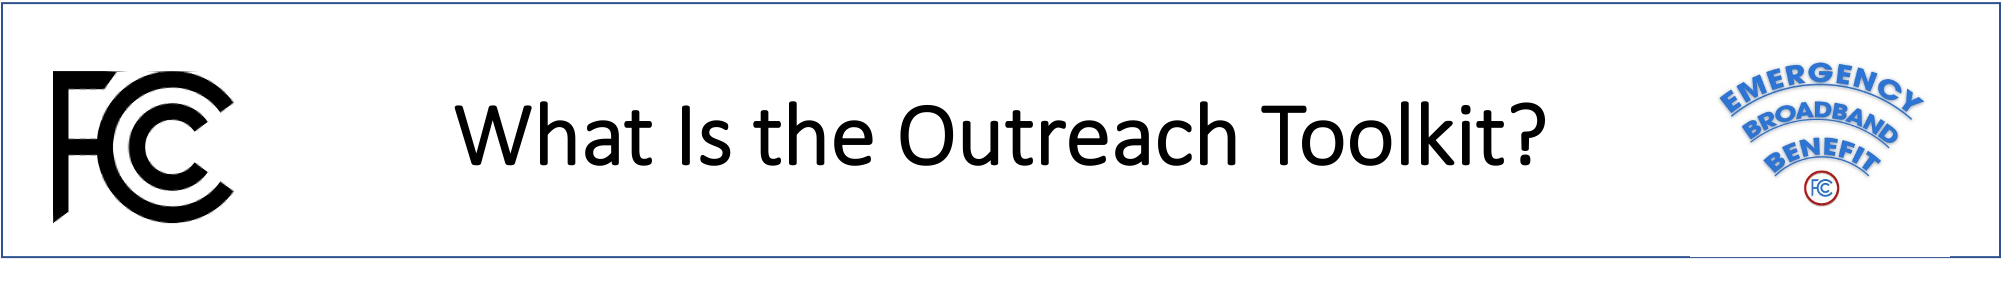 FCC
What Is the Outreach Toolkit?
EMERGENCY
BROADBAND
BENEFIT
FCC